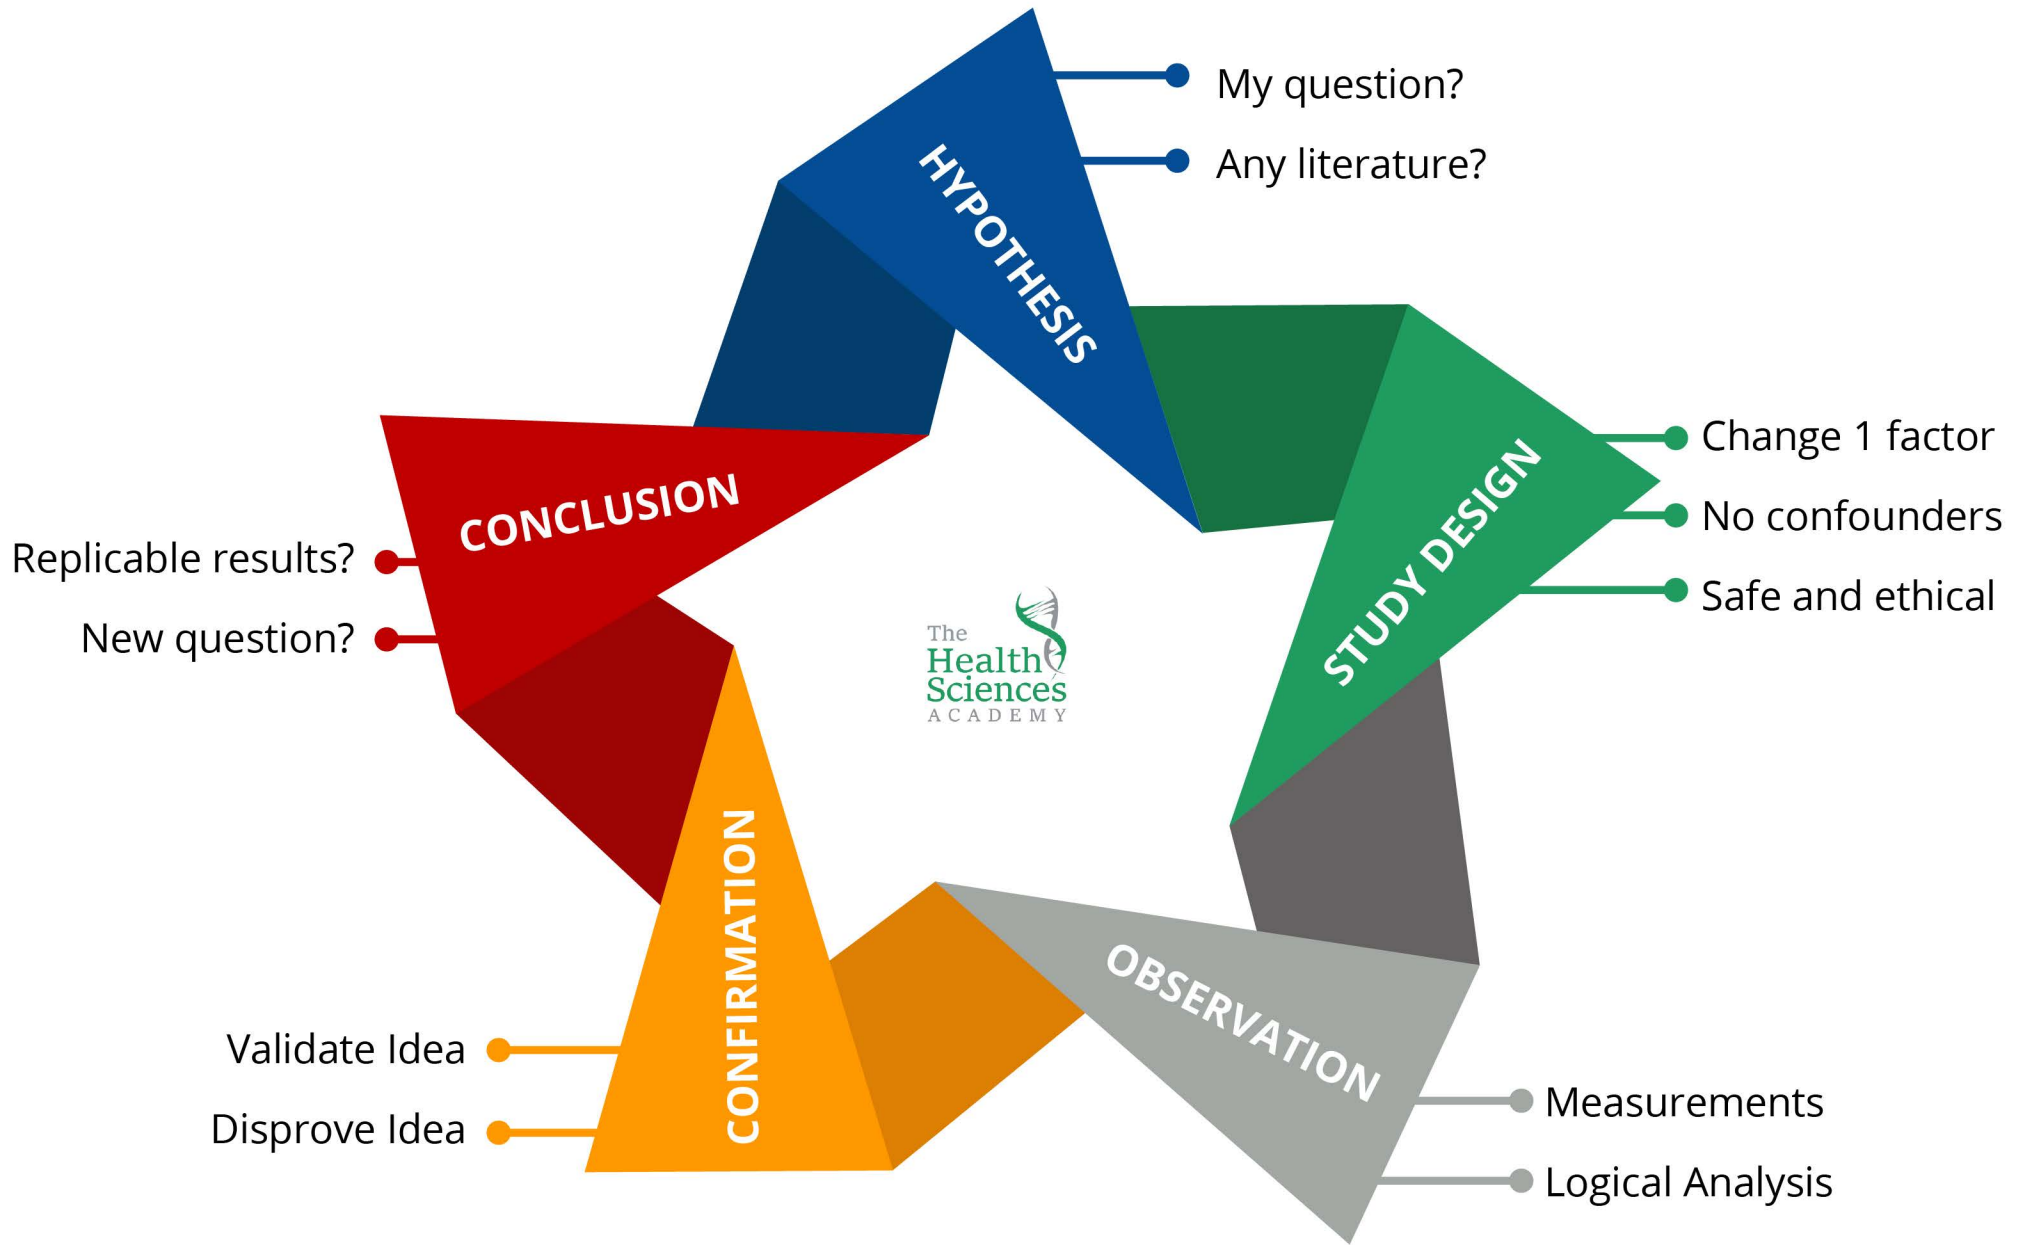 My question?
Any literature?
HYPOTHESIS
Change 1 factor
No confounders
Safe and ethical
STUDY DESIGN
OBSERVATION
Measurements
Logical Analysis
CONFIRMATION
Validate Idea
Disprove Idea
CONCLUSION
Replicable results?
New question?
The
Health
Sciences
ACADEMY